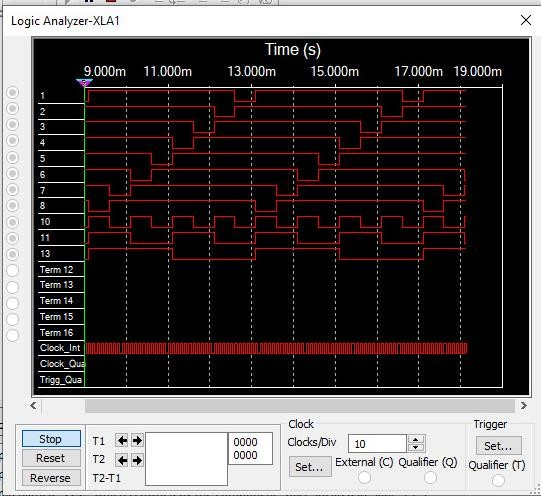 Logic Analyzer-XLA1
Time (s)
9.000m 11.000m 13.000m 15.000m 17.000m 19.000m
1
2
3
4
5
6
7
8
10
11
13
Term 12
Term 13
Term 14
Term 15
Term 16
Clock_Int
Clock_Qua
Trigg_Qua
Stop
Reset
Reverse
T1
T2
T2-T1
0000
0000
Clock
Clocks/Div 10
Set... External (C) Qualifier (Q)
Trigger
Set...
Qualifier (T)